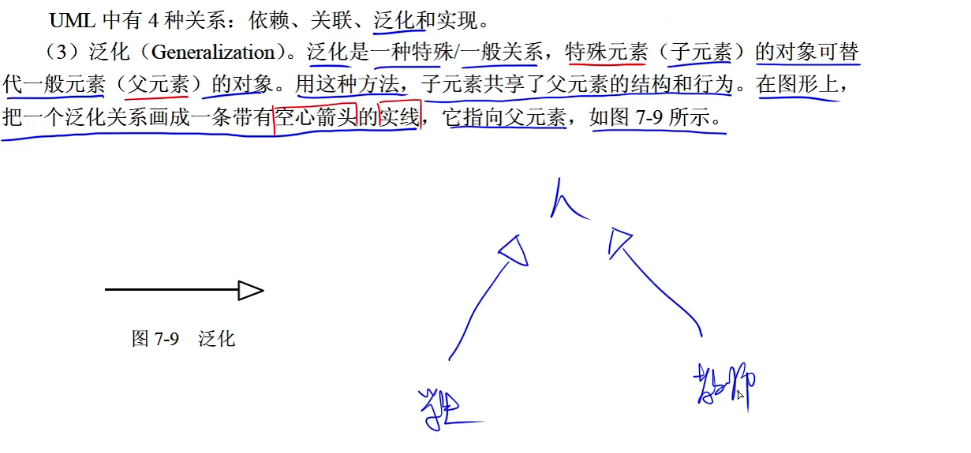 UML 中有 4 种关系：依赖、关联、泛化和实现。
（3）泛化（Generalization）。泛化是一种特殊/一般关系，特殊元素（子元素）的对象可替
代一般元素（父元素）的对象。用这种方法，子元素共享了父元素的结构和行为。在图形上，
把一个泛化关系画成一条带有空心箭头的实线，它指向父元素，如图 7-9 所示。
人
图 7-9 泛化
学生
教师